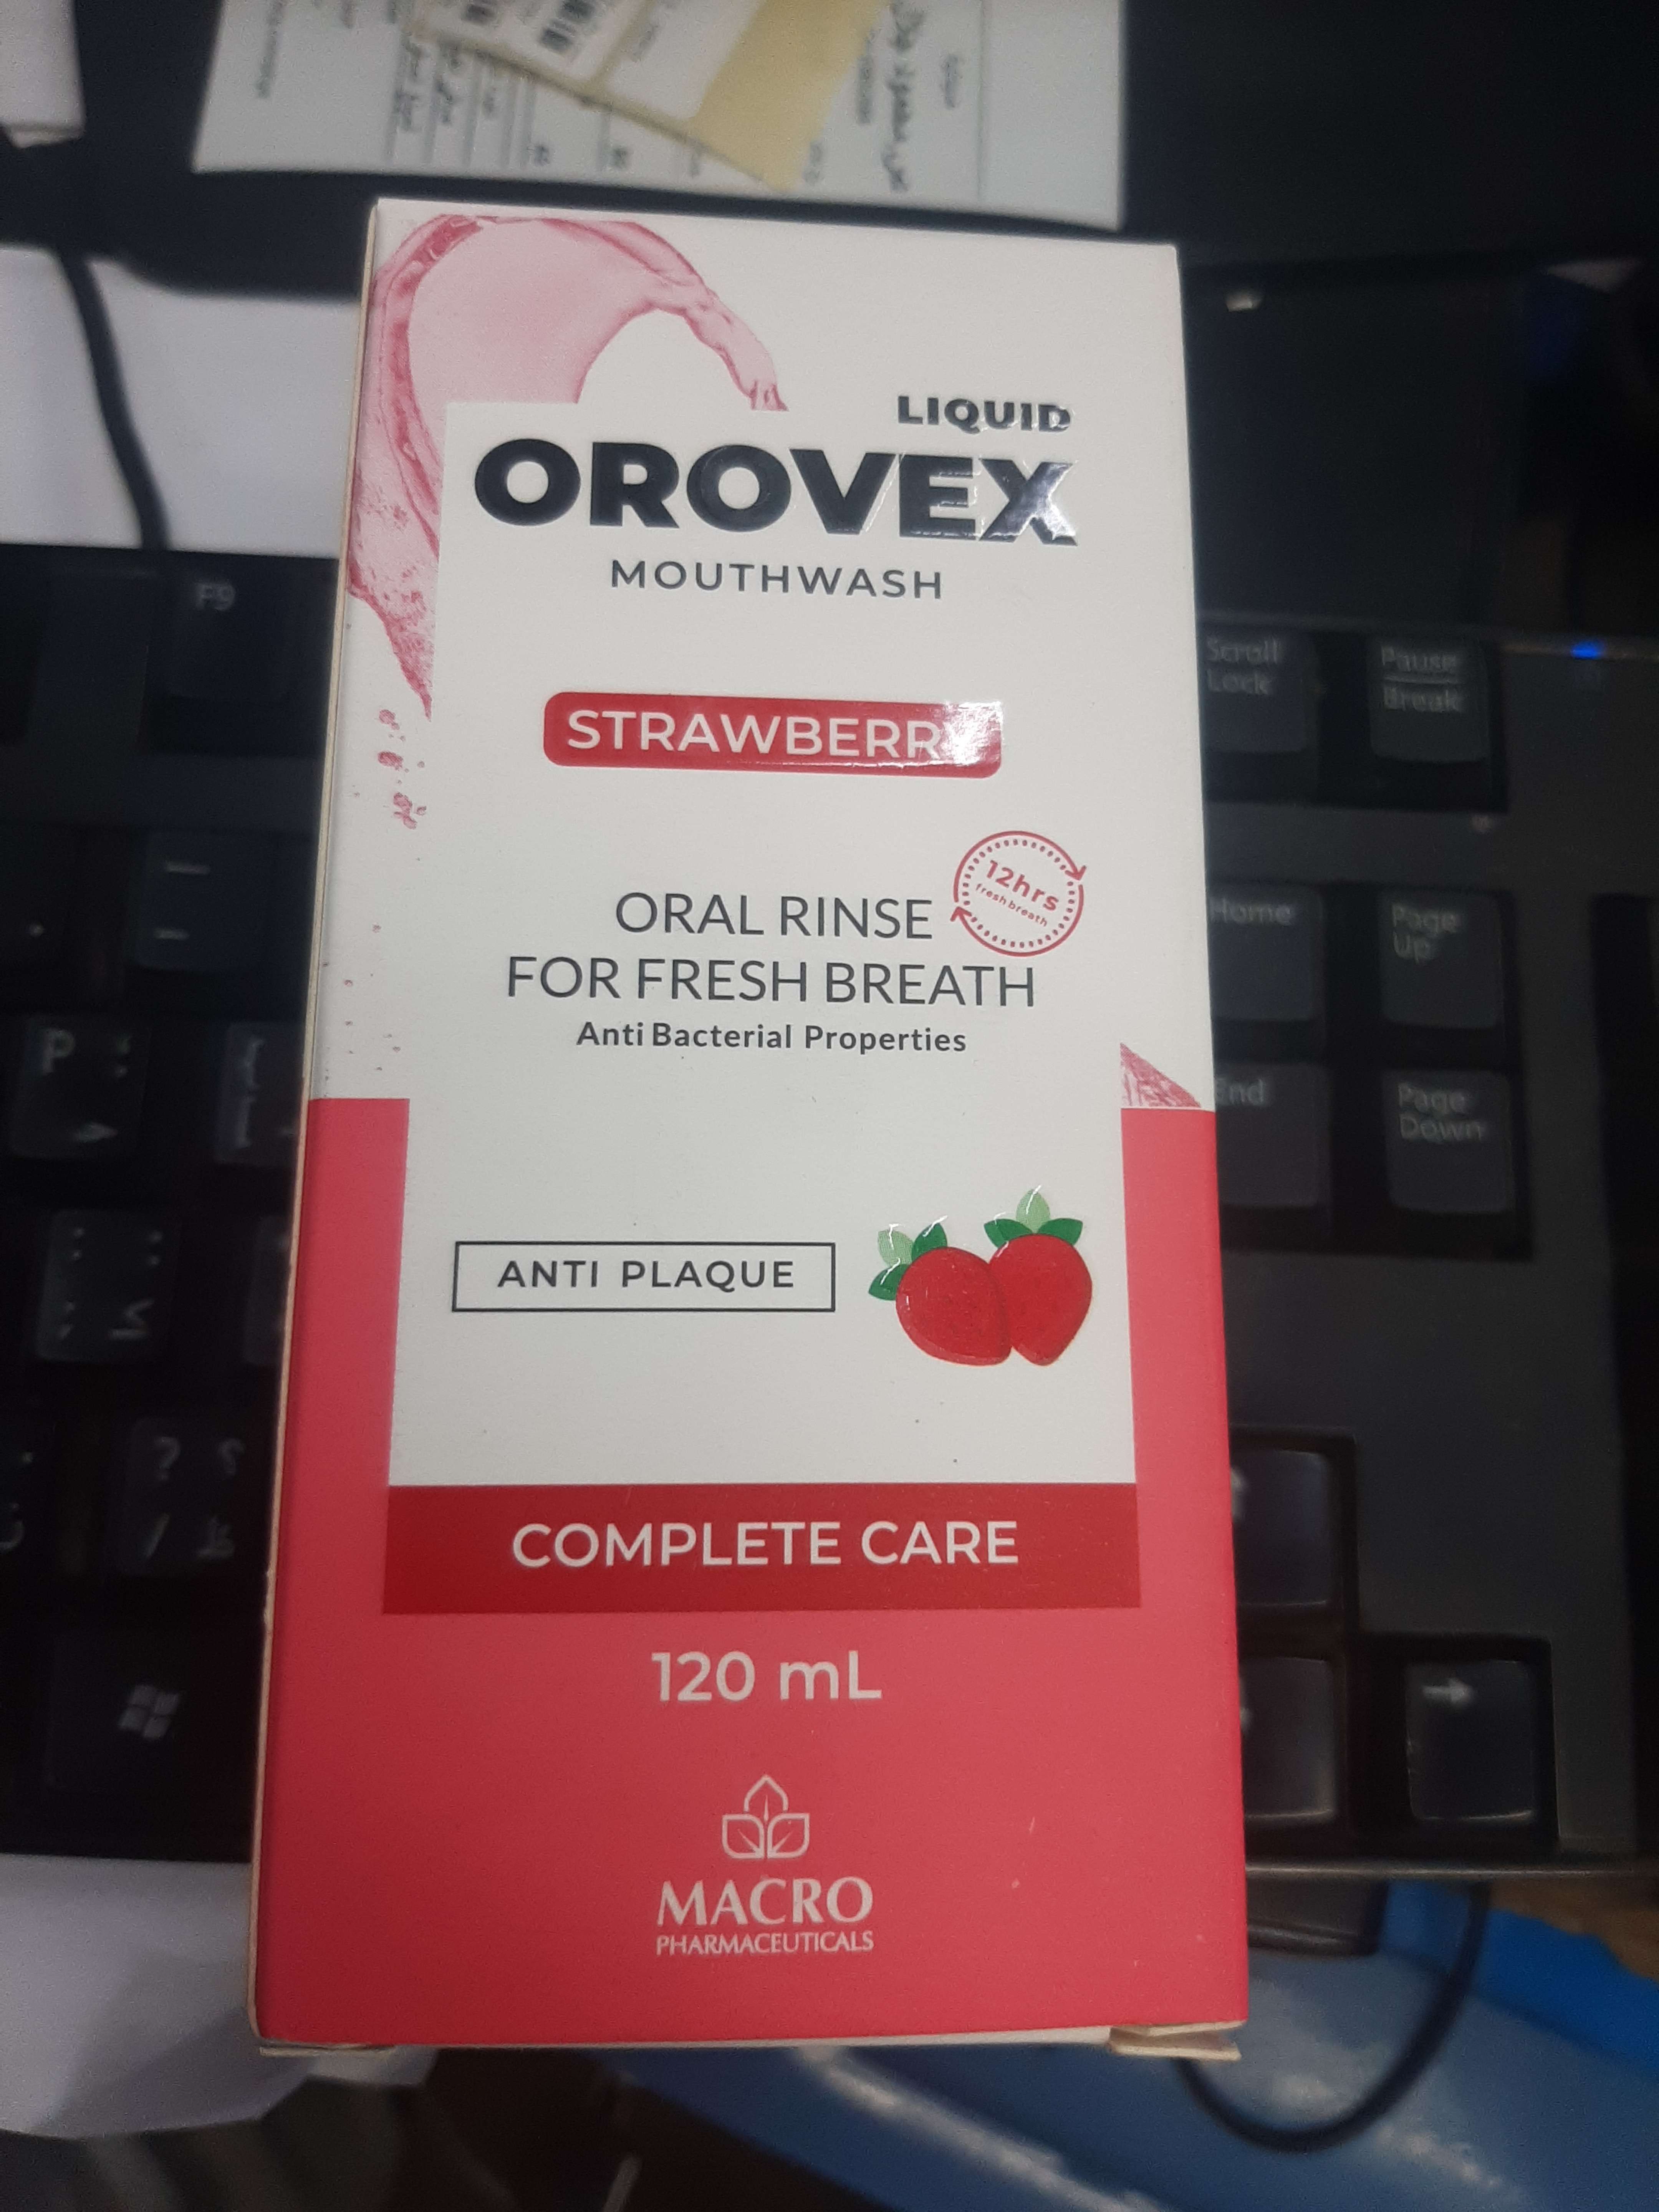 LIQUID
OROVEX
MOUTHWASH
STRAWBERRY
12hrs
fresh breath
ORAL RINSE
FOR FRESH BREATH
Anti Bacterial Properties
ANTI PLAQUE
COMPLETE CARE
120 mL
MACRO
PHARMACEUTICALS
F9
Scroll
Lock
Pause
Break
Home
Page
Up
P
End
Page
Down
? ؟
/